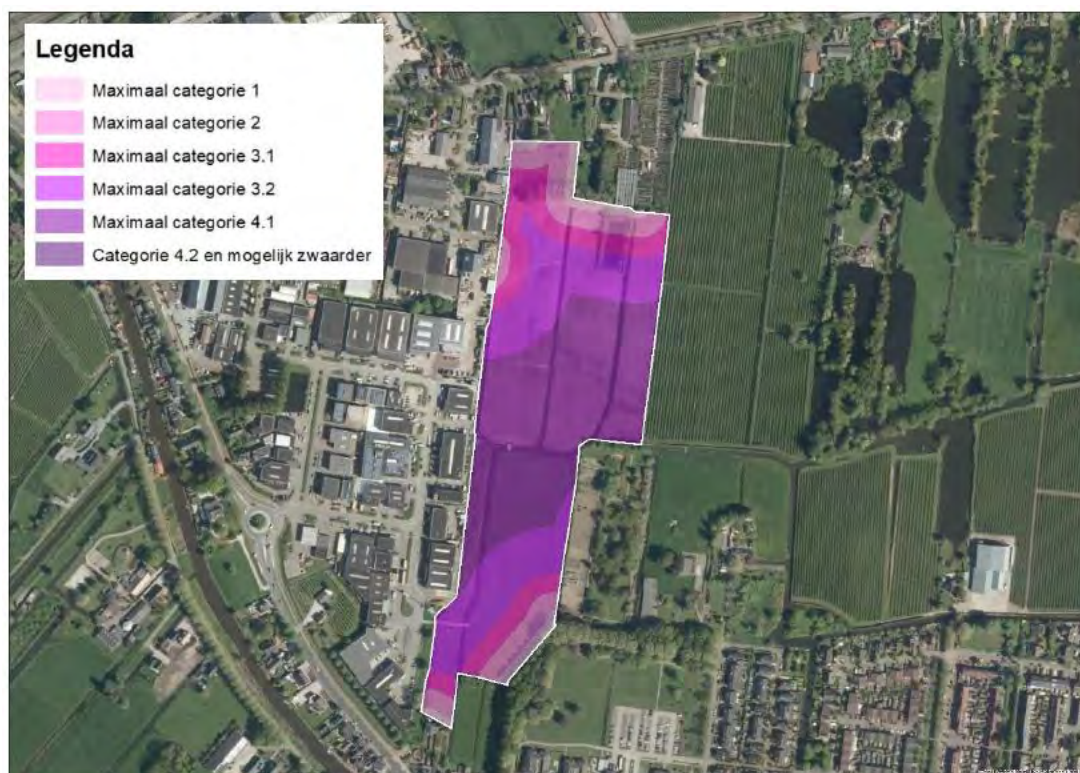 Legenda
Maximaal categorie 1
Maximaal categorie 2
Maximaal categorie 3.1
Maximaal categorie 3.2
Maximaal categorie 4.1
Categorie 4.2 en mogelijk zwaarder